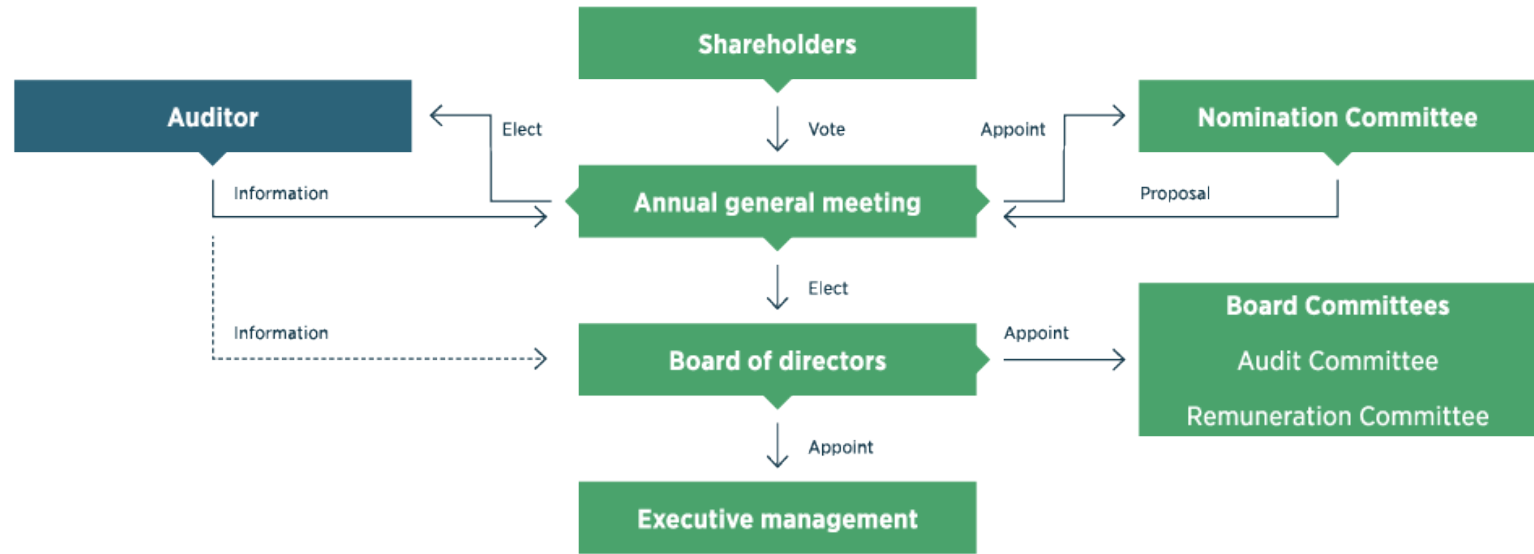 Shareholders
Auditor
Elect
Vote
Appoint
Nomination Committee
Information
Annual general meeting
Proposal
Elect
Information
Board of directors
Appoint
Board Committees
Audit Committee
Remuneration Committee
Appoint
Executive management